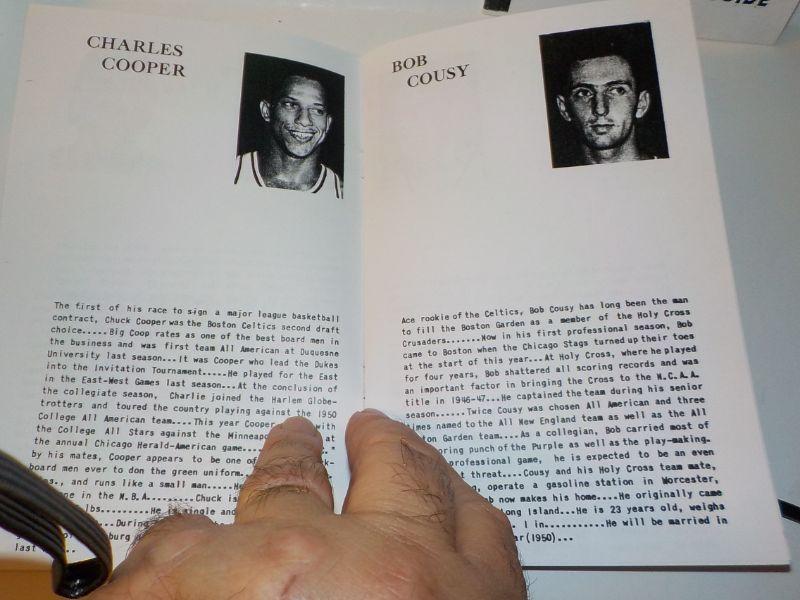 CHARLES
COOPER
The first of his race to sign a major league basketball
contract, Chuck Cooper was the Boston Celtics second draft
choice.....Big Coop rates as one of the best board men in
the business and was first team All American at Duquesne
University last season...It was Cooper who lead the Dukes
into the Invitation Tournament.....He played for the East
in the East-West Games last season...At the conclusion of
the collegiate season, Charlie joined the Harlem Globe-
trotters and toured the country playing against the 1950
College All American team....This year Cooper with
the College All Stars against the at
the annual Chicago Herald-American game
by his mates, Cooper appears to be one of
board men ever to don the green
and runs like a small man.....
in the N.B.A.........Chuck is
lbs..........He is single and
During
last
BOB
COUSY
Ace rookie of the Celtics, Bob Cousy has long been the man
to fill the Boston Garden as a member of the Holy Cross
Crusaders.......Now in his first professional season, Bob
came to Boston when the Chicago Stags turned up their toes
at the start of this year...At Holy Cross, where he played
for four years, Bob shattered all scoring records and was
an important factor in bringing the Cross to the N.C.A.A.
title in 1946-47...He captained the team during his senior
season.......Twice Cousy was chosen All American and three
times named to the All New England team as well as the All
Garden team....As a collegian, Bob carried most of
punch of the Purple as well as the play-making.
professional game, he is expected to be an even
threat....Cousy and his Holy Cross team mate,
operate a gasoline station in Worcester,
now makes his home....He originally came
Island...He is 23 years old, weighs
in...........He will be married in
(1950)...